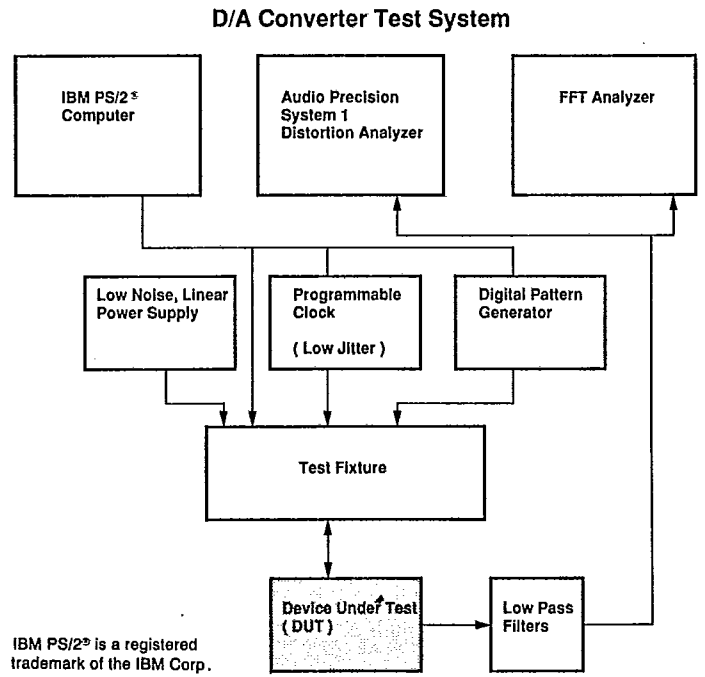 D/A Converter Test System
IBM PS/2®
Computer
Audio Precision
System 1
Distortion Analyzer
FFT Analyzer
Low Noise, Linear
Power Supply
Programmable
Clock
( Low Jitter )
Digital Pattern
Generator
Test Fixture
Device Under Test
( DUT )
Low Pass
Filters
IBM PS/2® is a registered
trademark of the IBM Corp.